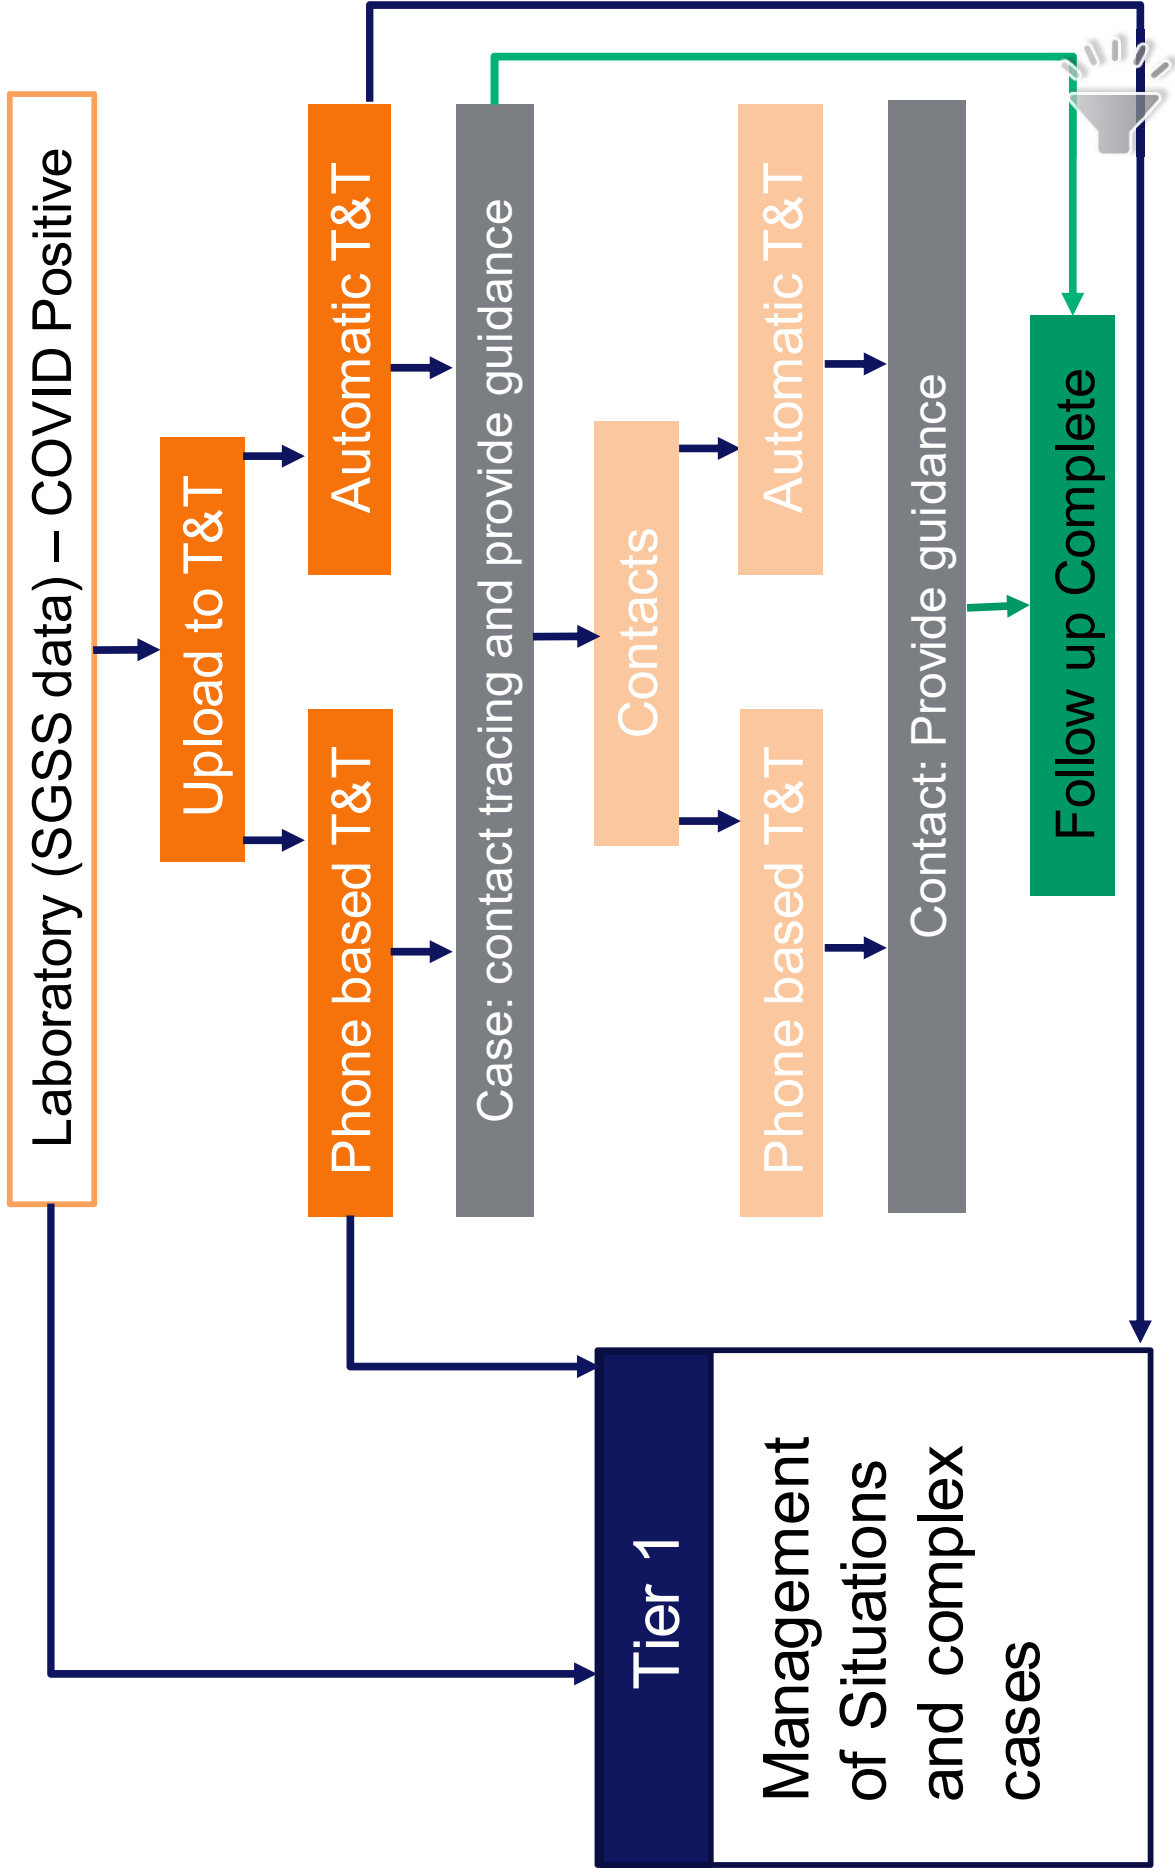 Laboratory (SGSS data) – COVID Positive
Upload to T&T
Phone based T&T
Automatic T&T
Case: contact tracing and provide guidance
Contacts
Phone based T&T
Automatic T&T
Contact: Provide guidance
Follow up Complete
Tier 1
Management
of Situations
and complex
cases